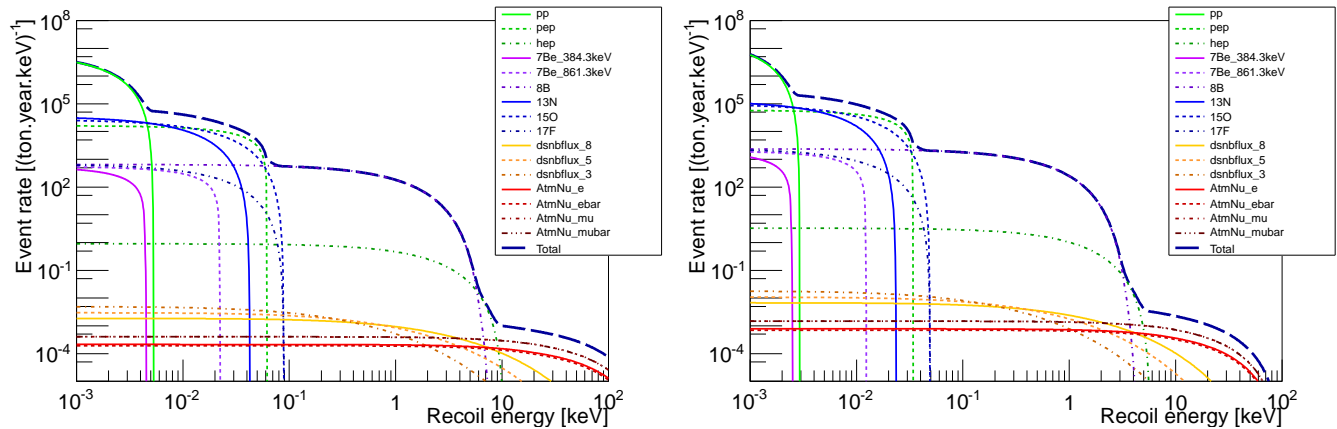 Event rate [(ton.year.keV)⁻¹]
10⁸
10⁵
10²
10⁻¹
10⁻⁴
10⁻³
10⁻²
10⁻¹
1
10
10²
Recoil energy [keV]
pp
pep
hep
7Be_384.3keV
7Be_861.3keV
8B
13N
15O
17F
dsnbflux_8
dsnbflux_5
dsnbflux_3
AtmNu_e
AtmNu_ebar
AtmNu_mu
AtmNu_mubar
Total
Event rate [(ton.year.keV)⁻¹]
10⁸
10⁵
10²
10⁻¹
10⁻⁴
10⁻³
10⁻²
10⁻¹
1
10
10²
Recoil energy [keV]
pp
pep
hep
7Be_384.3keV
7Be_861.3keV
8B
13N
15O
17F
dsnbflux_8
dsnbflux_5
dsnbflux_3
AtmNu_e
AtmNu_ebar
AtmNu_mu
AtmNu_mubar
Total